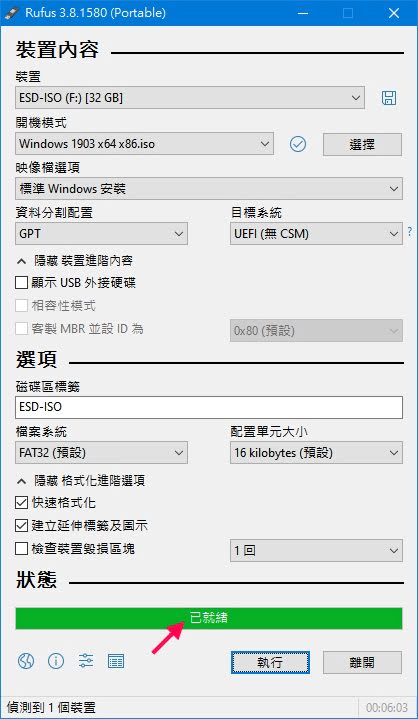 Rufus 3.8.1580 (Portable)
裝置內容
裝置
ESD-ISO (F:) [32 GB]
開機模式
Windows 1903 x64 x86.iso
選擇
映像檔選項
標準 Windows 安裝
資料分割配置 目標系統
GPT UEFI (無 CSM) ?
隱藏 裝置進階內容
顯示 USB 外接硬碟
相容性模式
客製 MBR 並設 ID 為 0x80 (預設)
選項
磁碟區標籤
ESD-ISO
檔案系統 配置單元大小
FAT32 (預設) 16 kilobytes (預設)
隱藏 格式化進階選項
快速格式化
建立延伸標籤及圖示
檢查裝置毀損區塊 1 回
狀態
已就緒
執行 離開
偵測到 1 個裝置 00:06:03